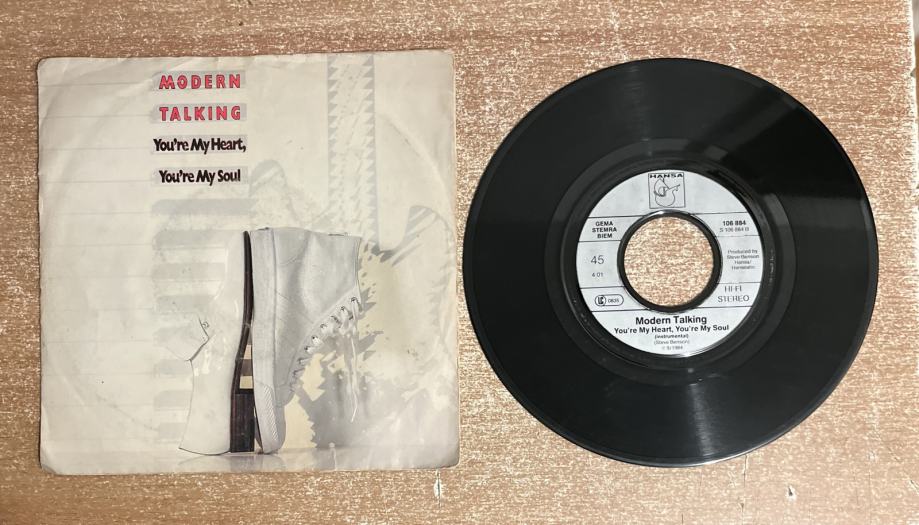 MODERN
TALKING
You're My Heart,
You're My Soul
HANSA
GEMA
STEMRA
BIEM
106 884
S 106 884 B
45
4:01
Produced by
Steve Benson
Hansa/
LC 0835
HI-FI
STEREO
Modern Talking
You're My Heart, You're My Soul
(instrumental)
(Steve Benson)
℗ 1984